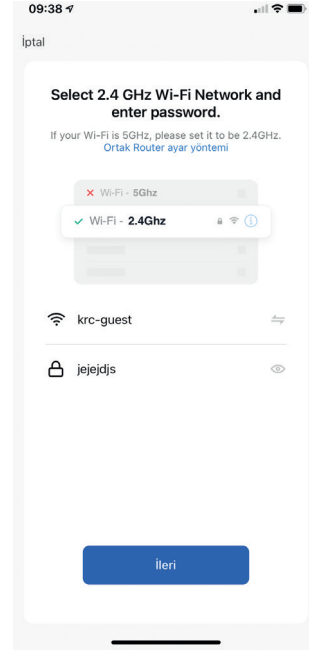 09:38
İptal
Select 2.4 GHz Wi-Fi Network and
enter password.
If your Wi-Fi is 5GHz, please set it to be 2.4GHz.
Ortak Router ayar yöntemi
Wi-Fi - 5Ghz
Wi-Fi - 2.4Ghz
krc-guest
jejejdjs
İleri